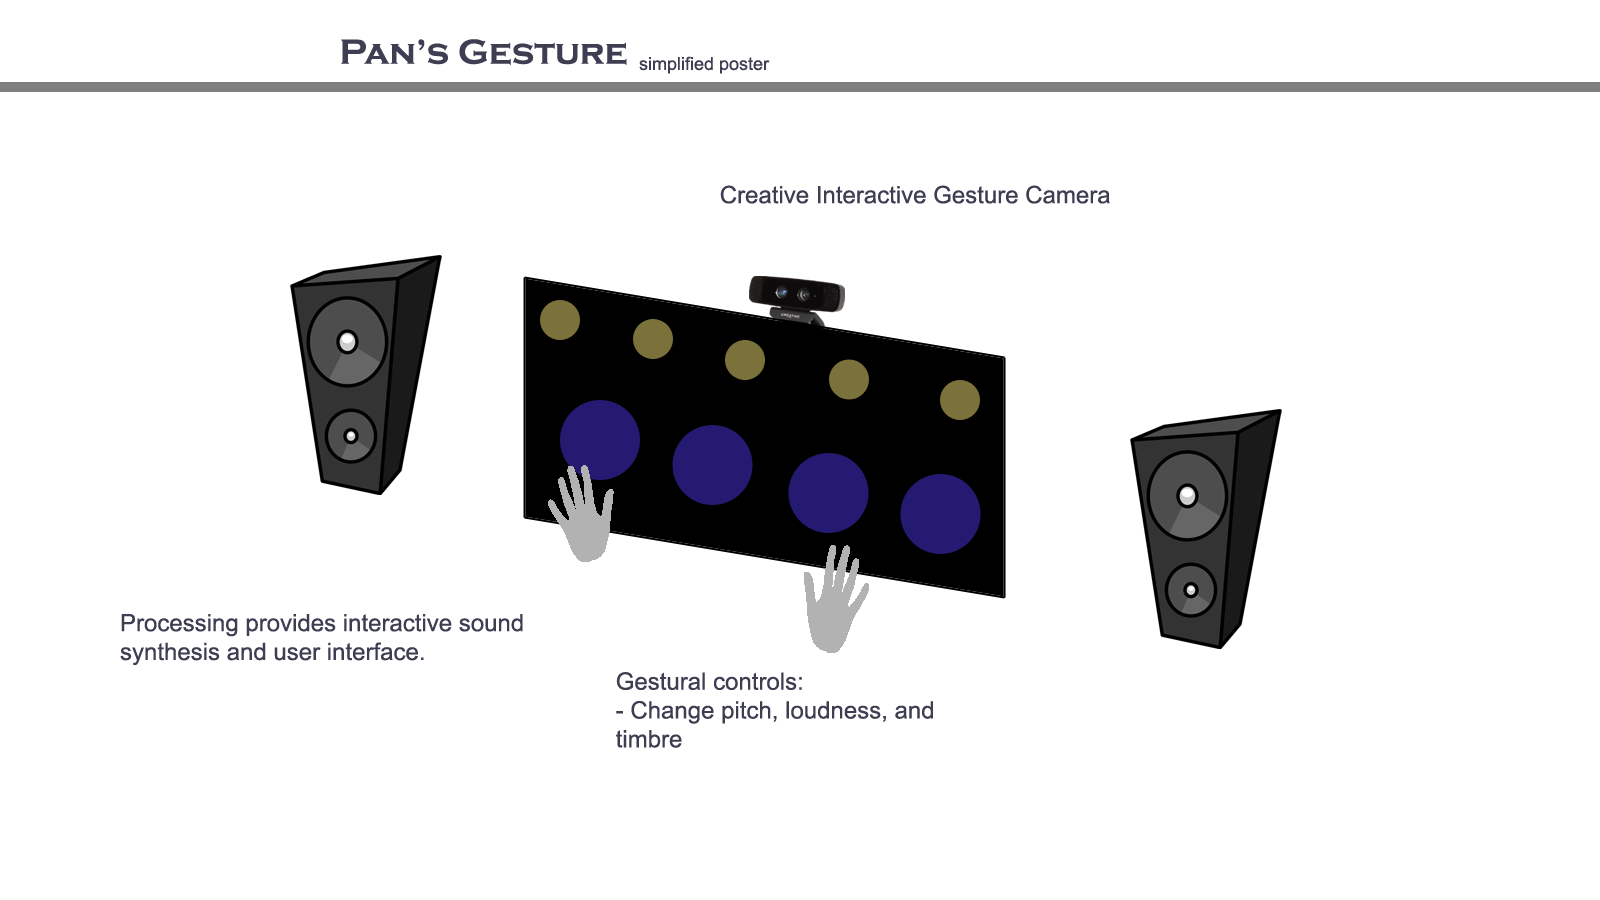 PAN'S GESTURE simplified poster
Creative Interactive Gesture Camera
Processing provides interactive sound
synthesis and user interface.
Gestural controls:
- Change pitch, loudness, and
timbre